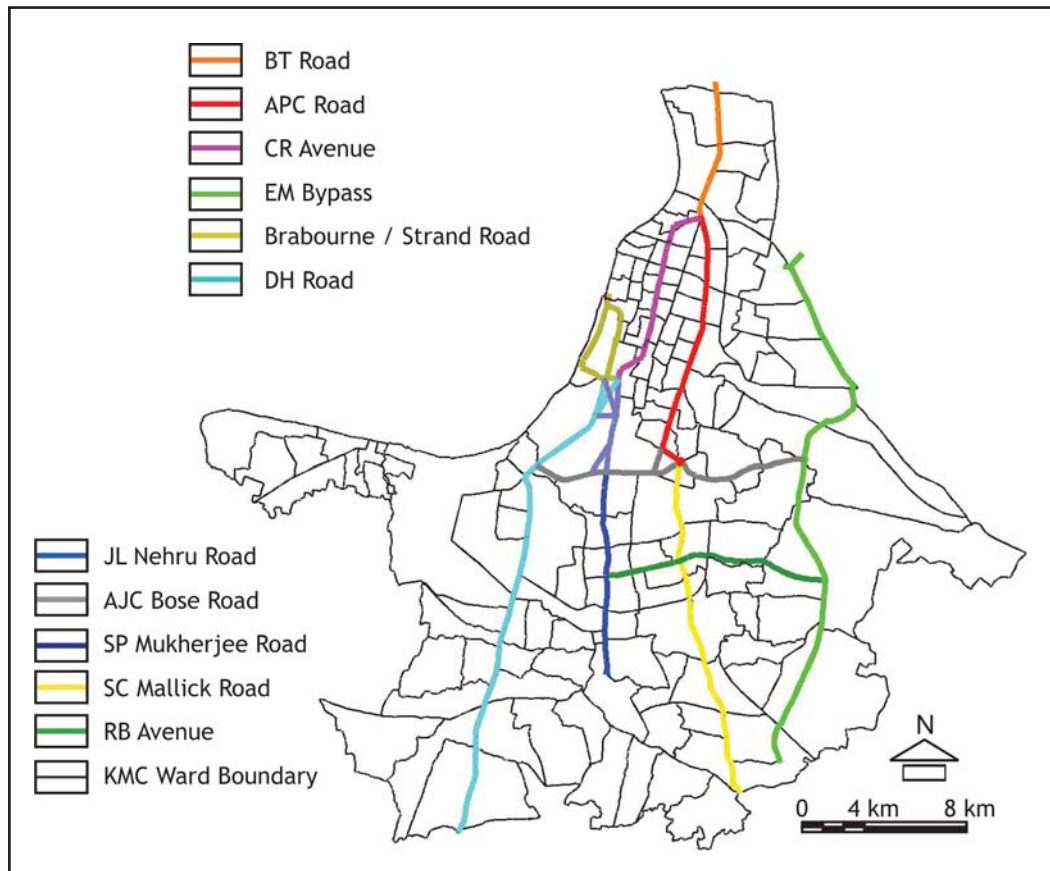 BT Road
APC Road
CR Avenue
EM Bypass
Brabourne / Strand Road
DH Road
JL Nehru Road
AJC Bose Road
SP Mukherjee Road
SC Mallick Road
RB Avenue
KMC Ward Boundary
N
0 4 km 8 km